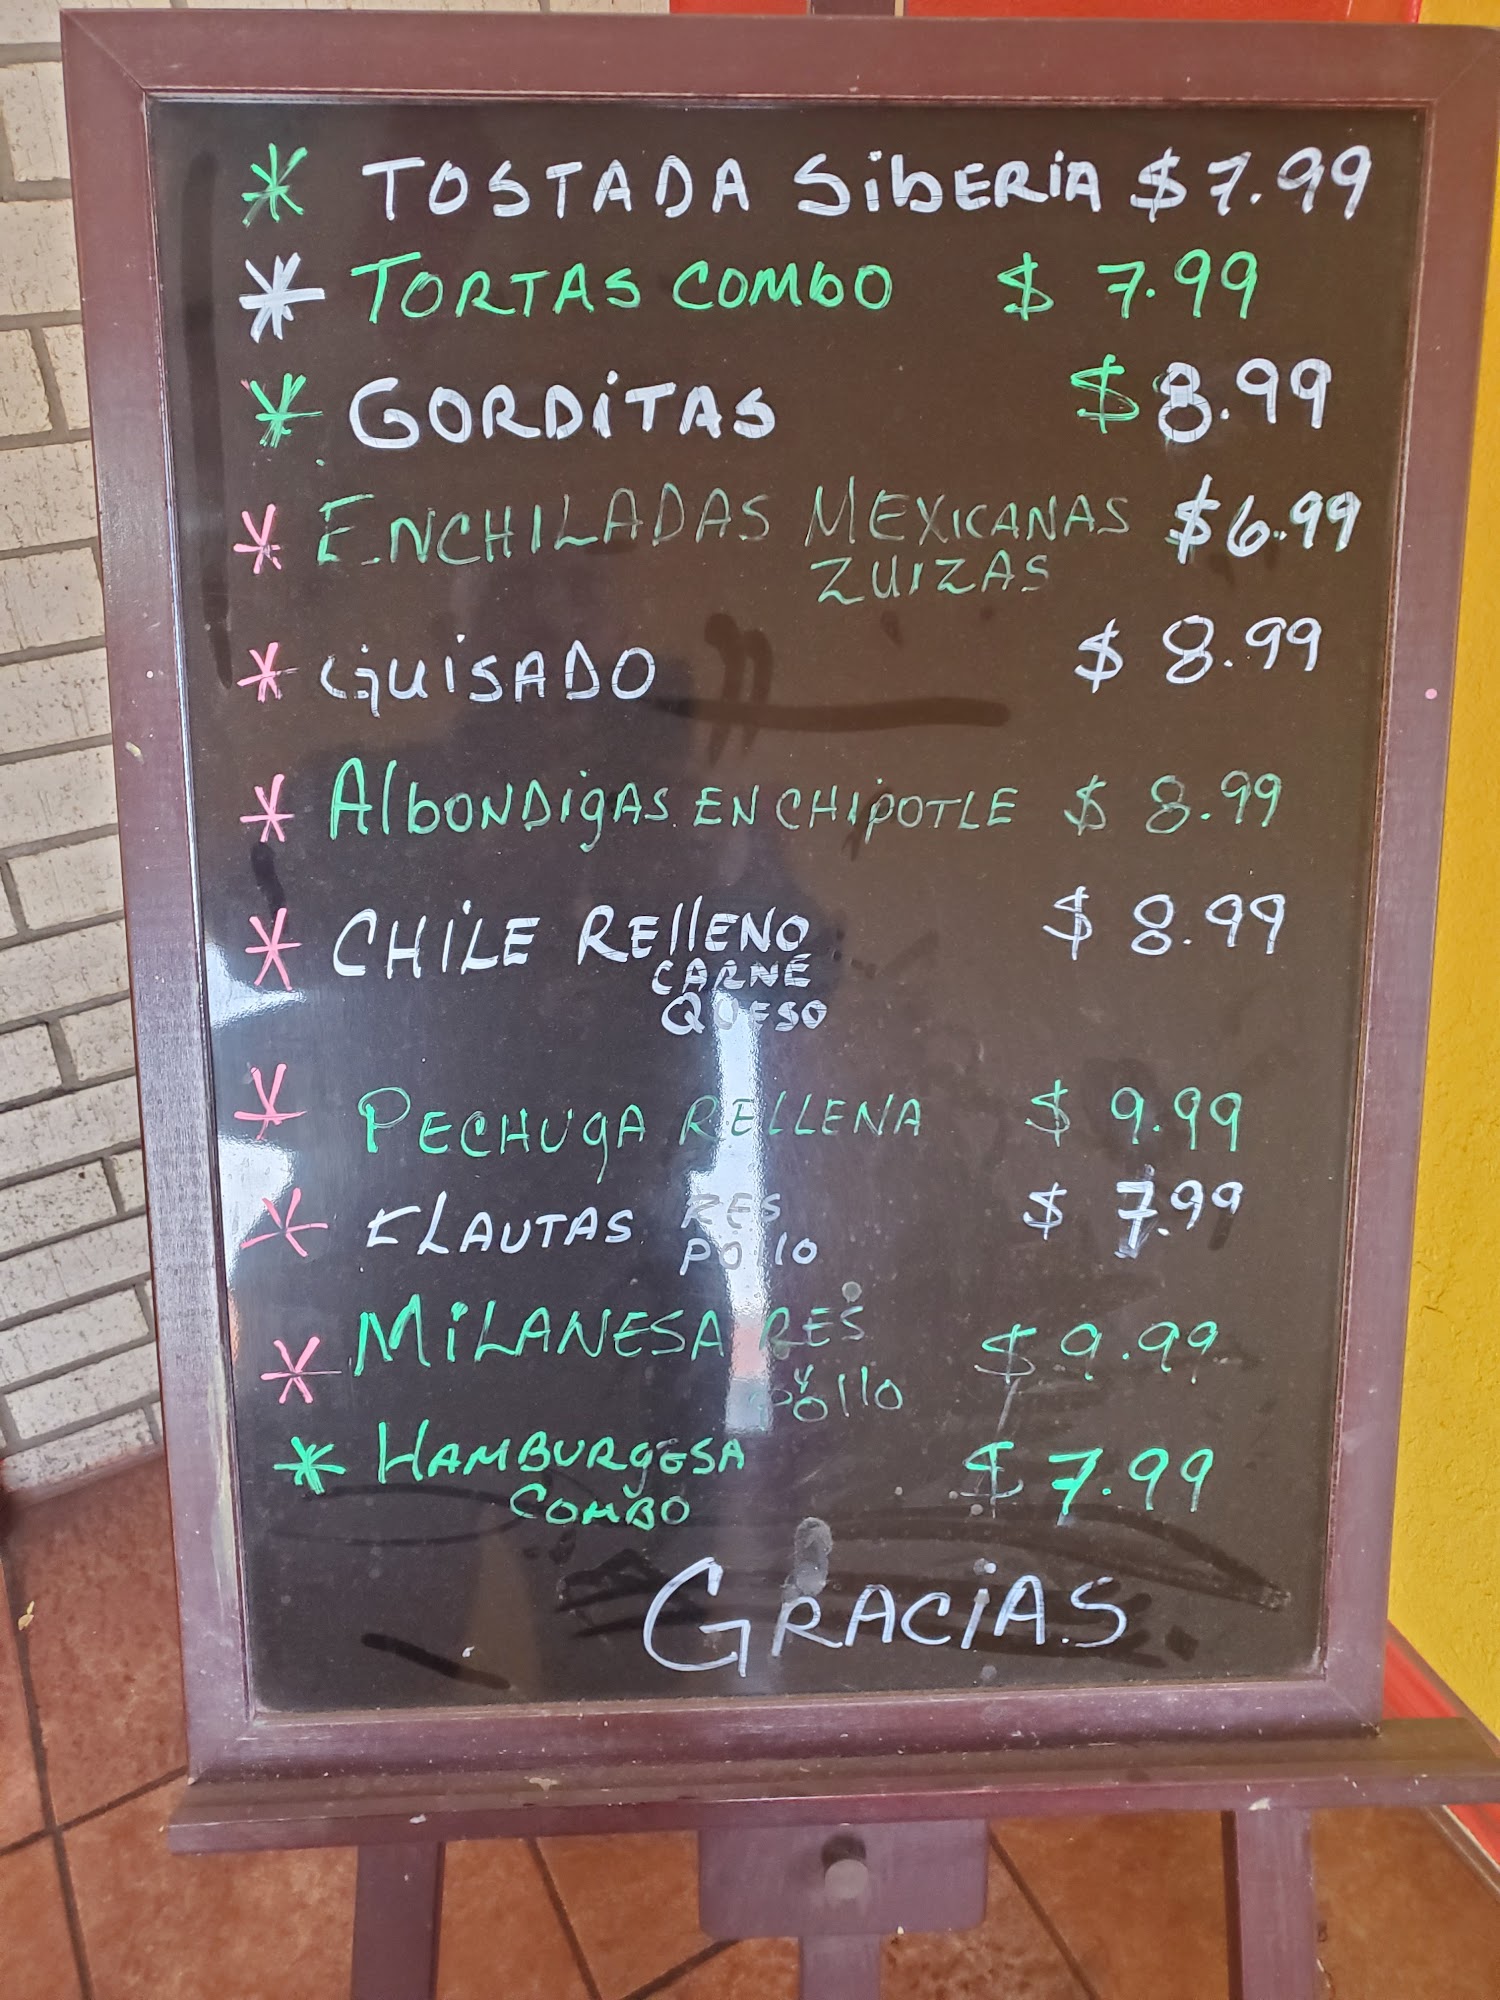 * TOSTADA SibERiA $ 7.99
* TORTAS COMbO $ 7.99
* GORDiTAS $ 8.99
* ENCHILADAS MEXICANAS $ 6.99
ZUIZAS
* GUiSADO $ 8.99
* AlbONDigAS EN CHiPOTLE $ 8.99
* CHiLE REllENO $ 8.99
CARNE
QUESO
* PECHUgA RELLENA $ 9.99
* FLAUTAS RES $ 7.99
POllO
* MiLANESA RES $ 9.99
y
POllO
* HAMBURgESA $ 7.99
COMBO
GRACiAS